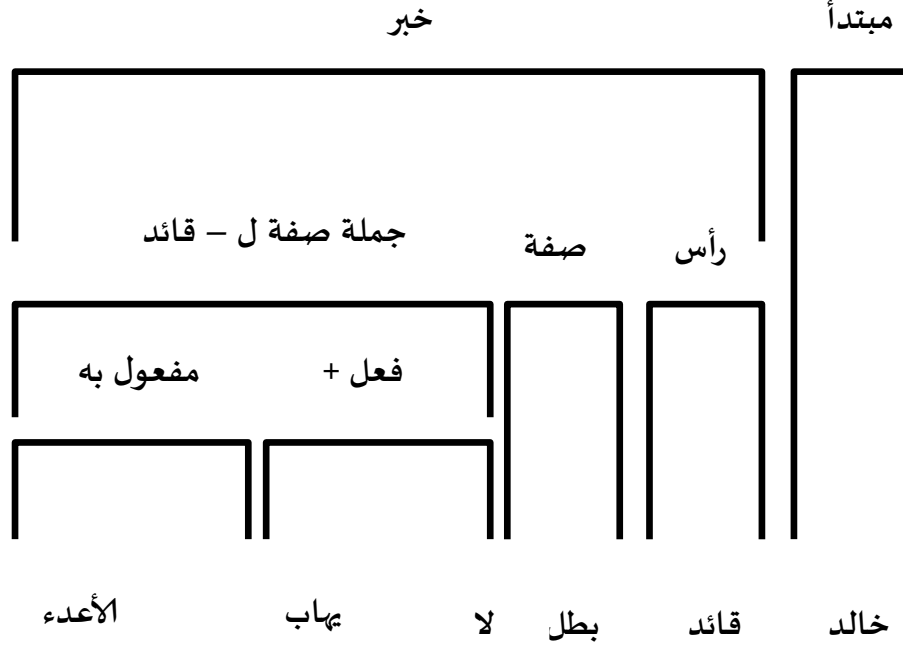 مبتدأ خبر
رأس صفة جملة صفة ل – قائد
فعل + مفعول به
خالد قائد بطل لا يهاب الأعدء